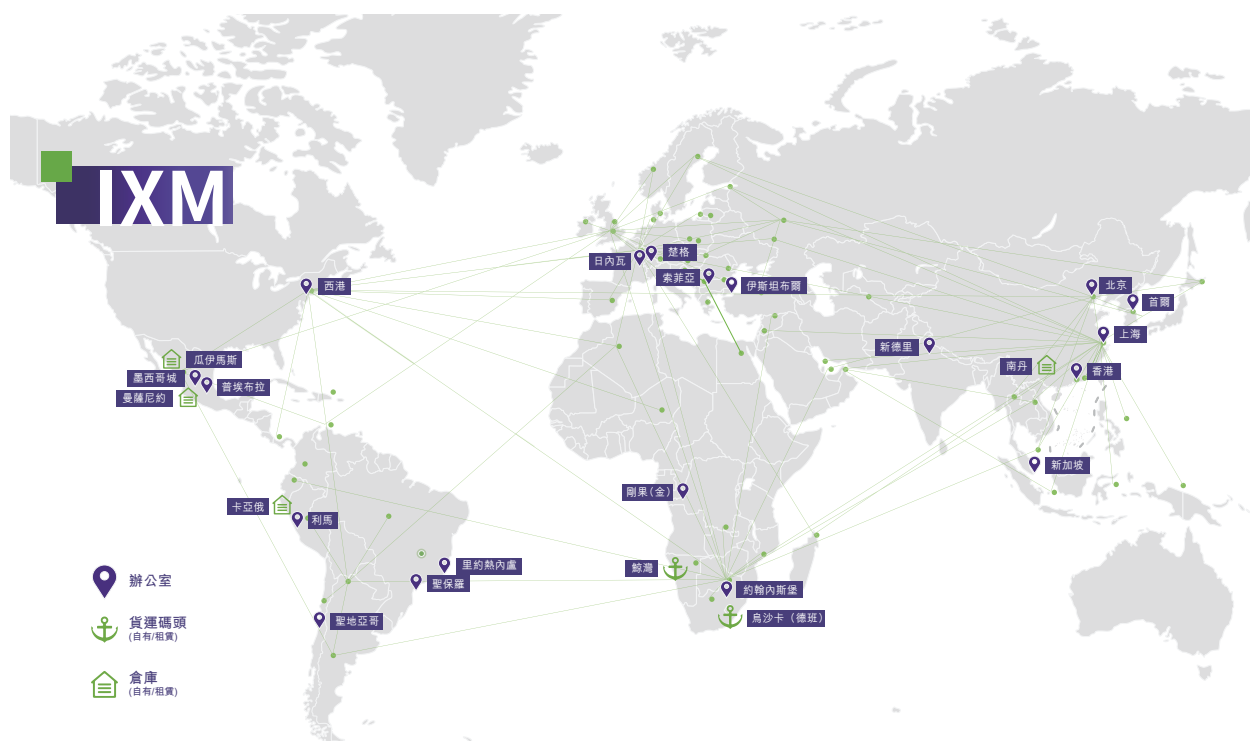 IXM
西港
日內瓦
楚格
索菲亞
伊斯坦布爾
北京
首爾
上海
新德里
南丹
香港
瓜伊馬斯
墨西哥城
普埃布拉
曼薩尼約
新加坡
剛果(金)
卡亞俄
利馬
里約熱內盧
聖保羅
鯨灣
約翰內斯堡
烏沙卡（德班）
聖地亞哥
辦公室
貨運碼頭
(自有/租賃)
倉庫
(自有/租賃)